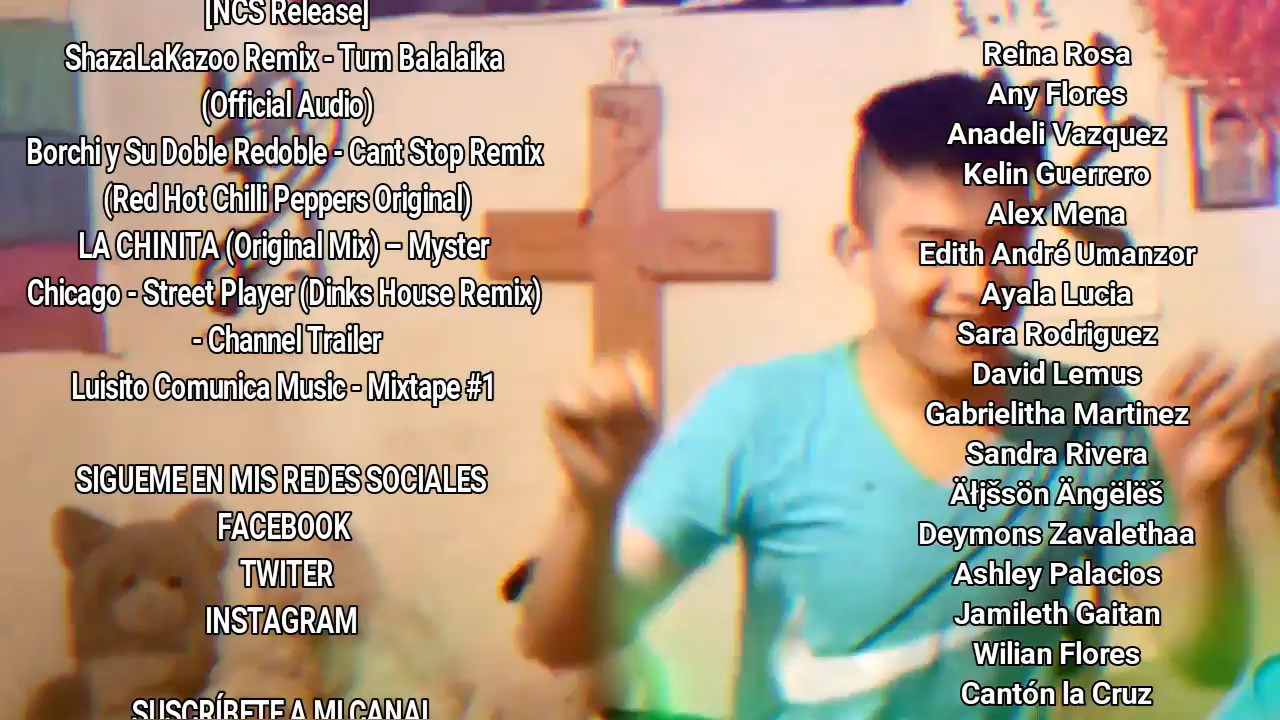 [NCS Release]
ShazaLaKazoo Remix - Tum Balalaika
(Official Audio)
Borchi y Su Doble Redoble - Cant Stop Remix
(Red Hot Chilli Peppers Original)
LA CHINITA (Original Mix) – Myster
Chicago - Street Player (Dinks House Remix)
- Channel Trailer
Luisito Comunica Music - Mixtape #1
SIGUEME EN MIS REDES SOCIALES
FACEBOOK
TWITER
INSTAGRAM
SUSCRÍBETE A MI CANAL
Reina Rosa
Any Flores
Anadeli Vazquez
Kelin Guerrero
Alex Mena
Edith André Umanzor
Ayala Lucia
Sara Rodriguez
David Lemus
Gabrielitha Martinez
Sandra Rivera
Äłįšsön Ängëlëš
Deymons Zavalethaa
Ashley Palacios
Jamileth Gaitan
Wilian Flores
Cantón la Cruz